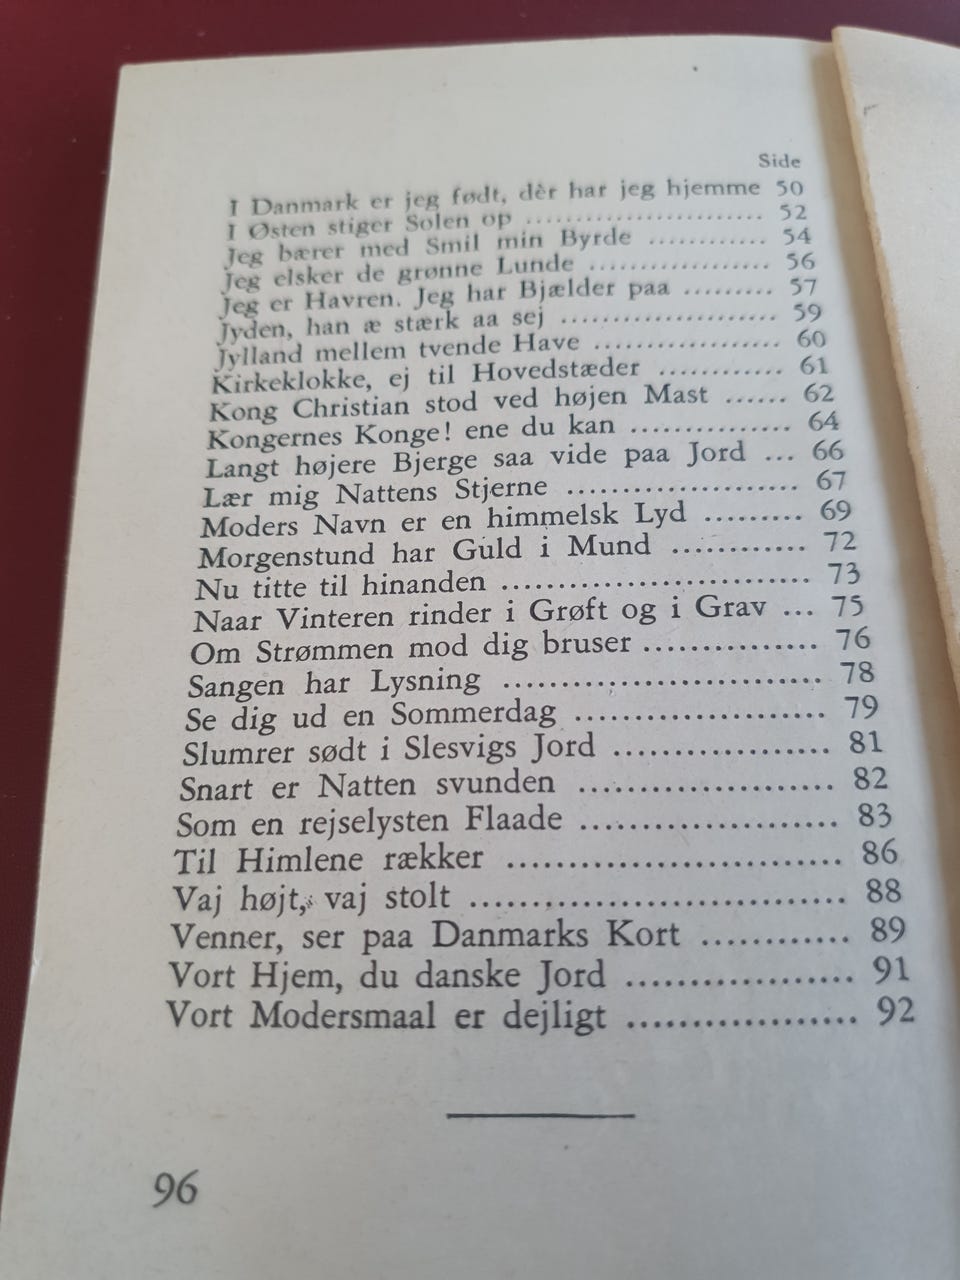 Side
I Danmark er jeg født, dèr har jeg hjemme 50
I Østen stiger Solen op ........................ 52
Jeg bærer med Smil min Byrde ............ 54
Jeg elsker de grønne Lunde .................. 56
Jeg er Havren. Jeg har Bjælder paa ......... 57
Jyden, han æ stærk aa sej ...................... 59
Jylland mellem tvende Have .................. 60
Kirkeklokke, ej til Hovedstæder ............ 61
Kong Christian stod ved højen Mast ...... 62
Kongernes Konge! ene du kan ............... 64
Langt højere Bjerge saa vide paa Jord ... 66
Lær mig Nattens Stjerne ..................... 67
Moders Navn er en himmelsk Lyd ......... 69
Morgenstund har Guld i Mund ............ 72
Nu titte til hinanden ............................ 73
Naar Vinteren rinder i Grøft og i Grav ... 75
Om Strømmen mod dig bruser ............... 76
Sangen har Lysning ............................. 78
Se dig ud en Sommerdag ...................... 79
Slumrer sødt i Slesvigs Jord .................. 81
Snart er Natten svunden ...................... 82
Som en rejselysten Flaade ..................... 83
Til Himlene rækker .............................. 86
Vaj højt, vaj stolt ................................ 88
Venner, ser paa Danmarks Kort ............ 89
Vort Hjem, du danske Jord .................. 91
Vort Modersmaal er dejligt .................. 92
96